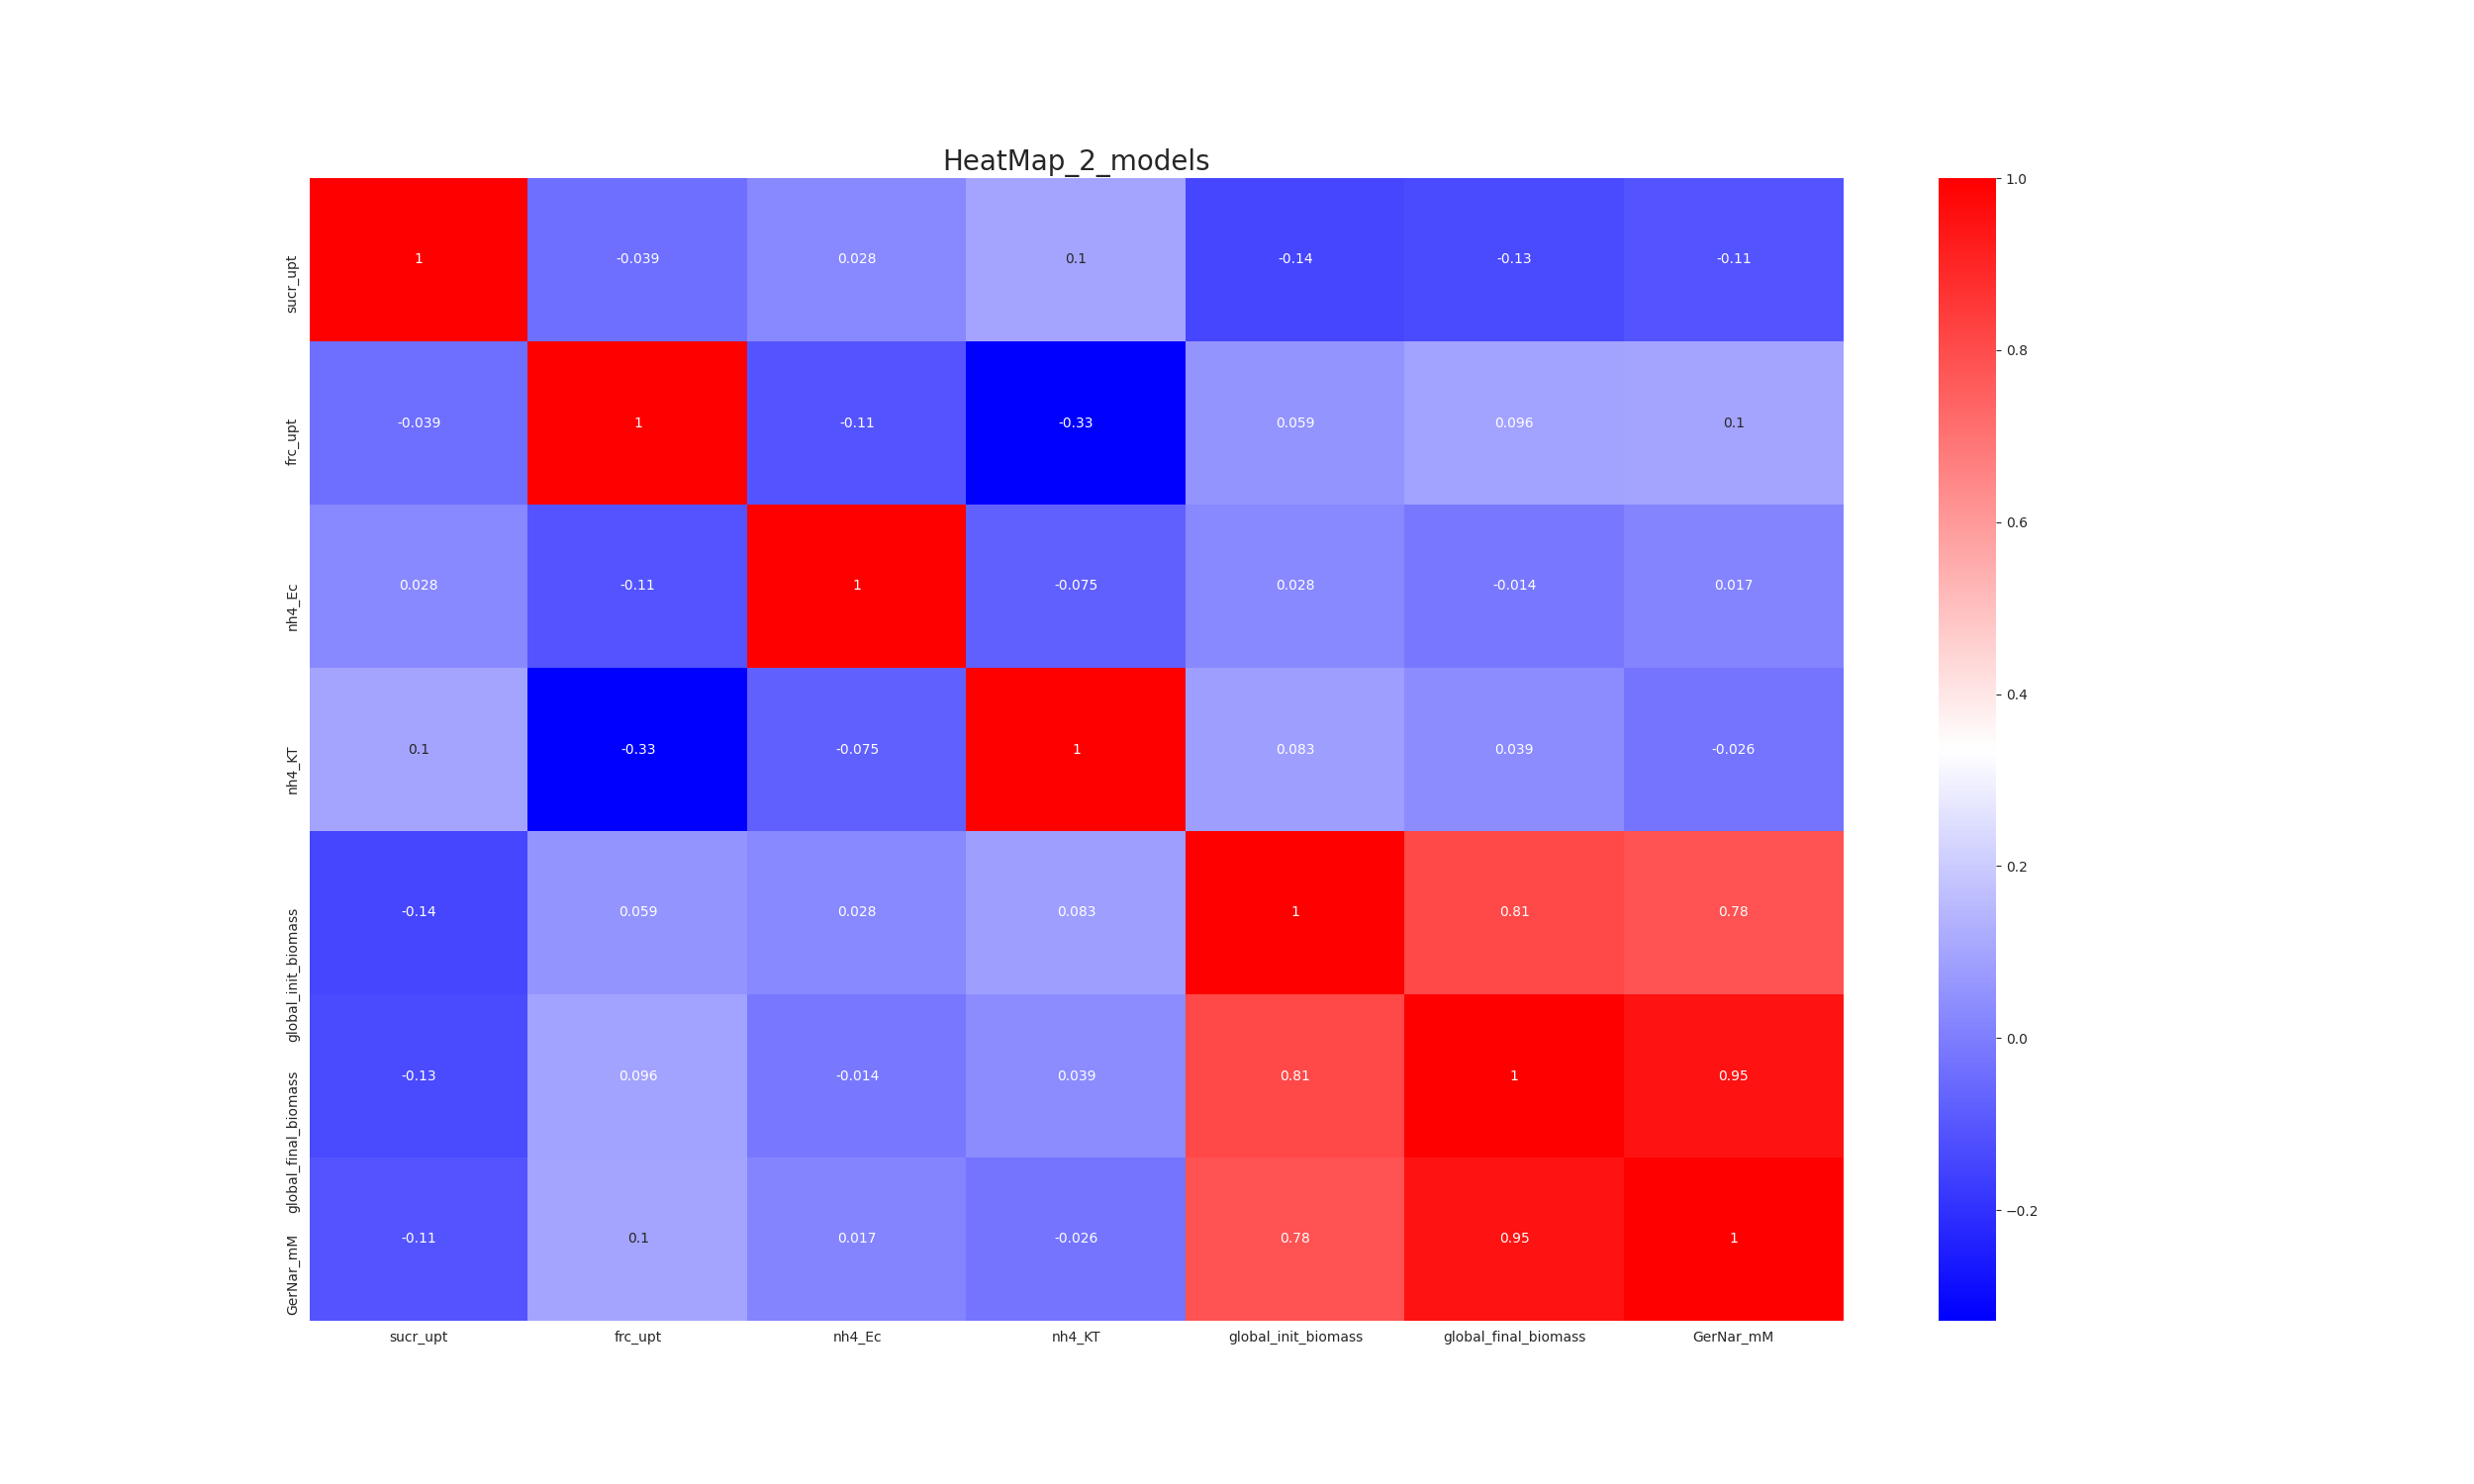 HeatMap_2_models
sucr_upt 1 -0.039 0.028 0.1 -0.14 -0.13 -0.11
frc_upt -0.039 1 -0.11 -0.33 0.059 0.096 0.1
nh4_Ec 0.028 -0.11 1 -0.075 0.028 -0.014 0.017
nh4_KT 0.1 -0.33 -0.075 1 0.083 0.039 -0.026
global_init_biomass -0.14 0.059 0.028 0.083 1 0.81 0.78
global_final_biomass -0.13 0.096 -0.014 0.039 0.81 1 0.95
GerNar_mM -0.11 0.1 0.017 -0.026 0.78 0.95 1
sucr_upt frc_upt nh4_Ec nh4_KT global_init_biomass global_final_biomass GerNar_mM
1.0
0.8
0.6
0.4
0.2
0.0
−0.2